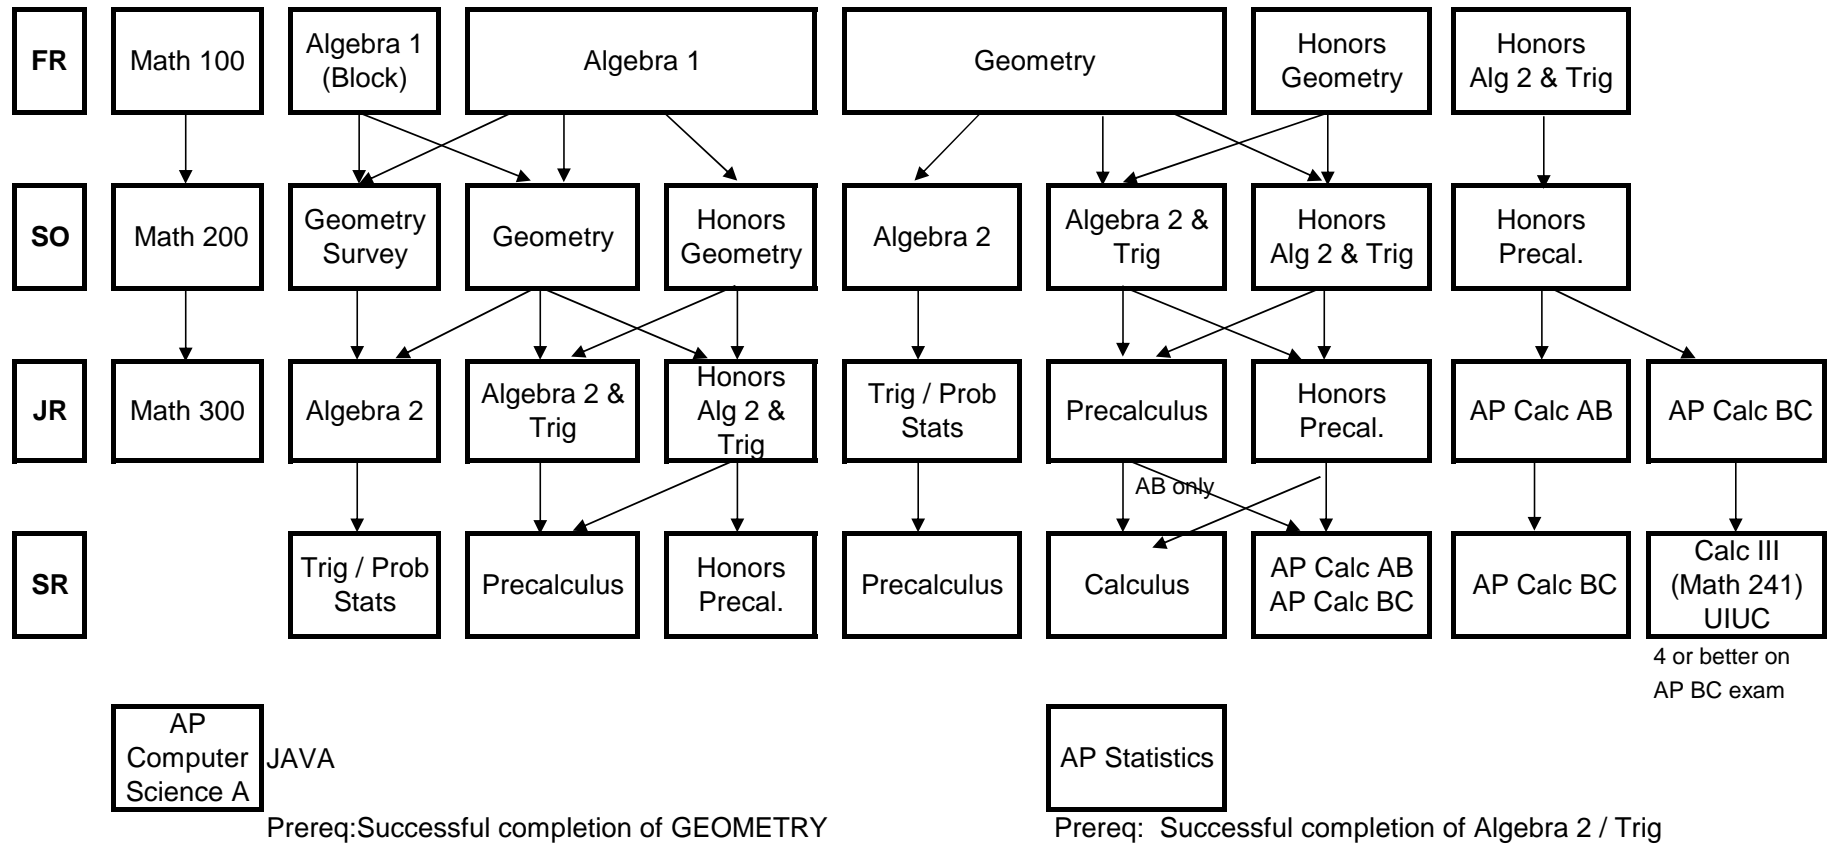 FR
Math 100
Algebra 1
(Block)
Algebra 1
Geometry
Honors
Geometry
Honors
Alg 2 & Trig
SO
Math 200
Geometry
Survey
Geometry
Honors
Geometry
Algebra 2
Algebra 2 &
Trig
Honors
Alg 2 & Trig
Honors
Precal.
JR
Math 300
Algebra 2
Algebra 2 &
Trig
Honors
Alg 2 &
Trig
Trig / Prob
Stats
Precalculus
Honors
Precal.
AP Calc AB
AP Calc BC
AB only
SR
Trig / Prob
Stats
Precalculus
Honors
Precal.
Precalculus
Calculus
AP Calc AB
AP Calc BC
AP Calc BC
Calc III
(Math 241)
UIUC
4 or better on
AP BC exam
AP
Computer
Science A
JAVA
AP Statistics
Prereq:Successful completion of GEOMETRY
Prereq: Successful completion of Algebra 2 / Trig